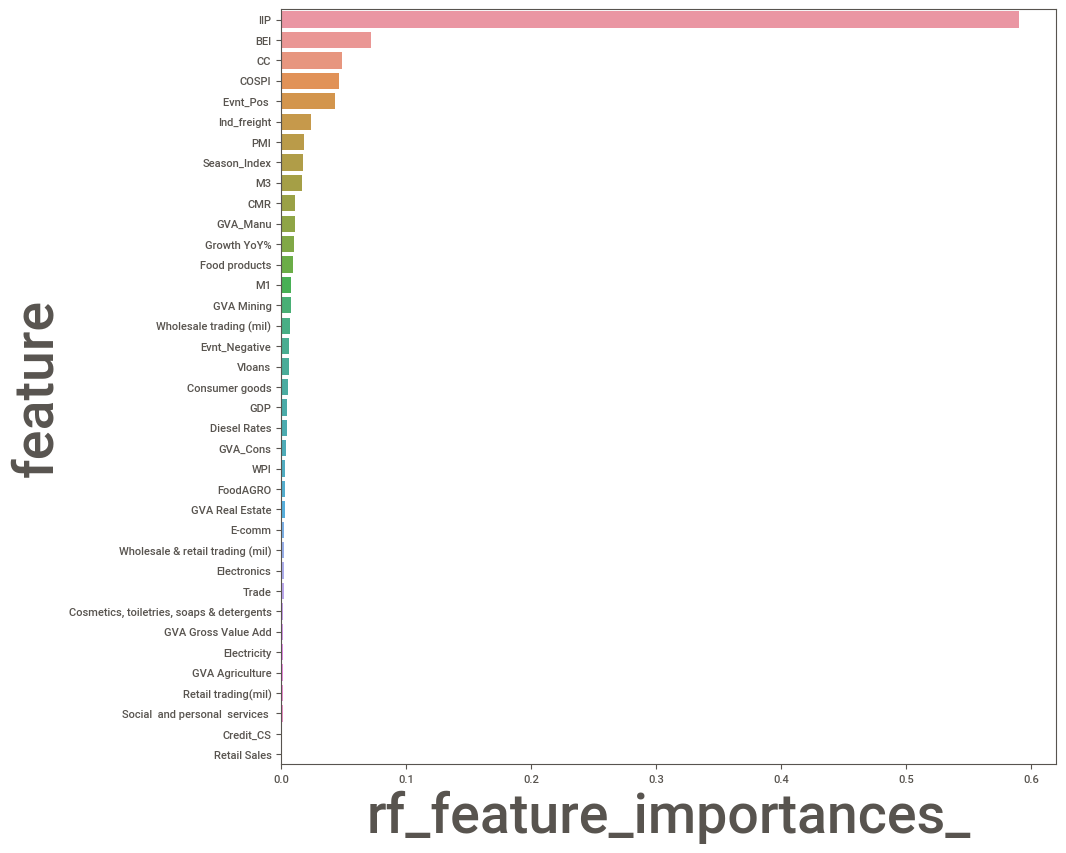 IIP
BEI
CC
COSPI
Evnt_Pos
Ind_freight
PMI
Season_Index
M3
CMR
GVA_Manu
Growth YoY%
Food products
M1
GVA Mining
Wholesale trading (mil)
Evnt_Negative
Vloans
Consumer goods
GDP
Diesel Rates
GVA_Cons
WPI
FoodAGRO
GVA Real Estate
E-comm
Wholesale & retail trading (mil)
Electronics
Trade
Cosmetics, toiletries, soaps & detergents
GVA Gross Value Add
Electricity
GVA Agriculture
Retail trading(mil)
Social  and personal  services
Credit_CS
Retail Sales
feature
0.0 0.1 0.2 0.3 0.4 0.5 0.6
rf_feature_importances_